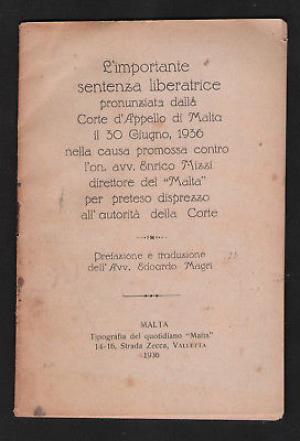 L'importante
sentenza liberatrice
pronunziata dalla
Corte d'Appello di Malta
il 30 Giugno, 1936
nella causa promossa contro
l'on. avv. Enrico Mizzi
direttore del "Malta"
per preteso disprezzo
all'autorità della Corte
Prefazione e traduzione
dell'Avv. Edoardo Magri
MALTA
Tipografia del quotidiano "Malta"
14-16, Strada Zecca, VALLETTA
1936